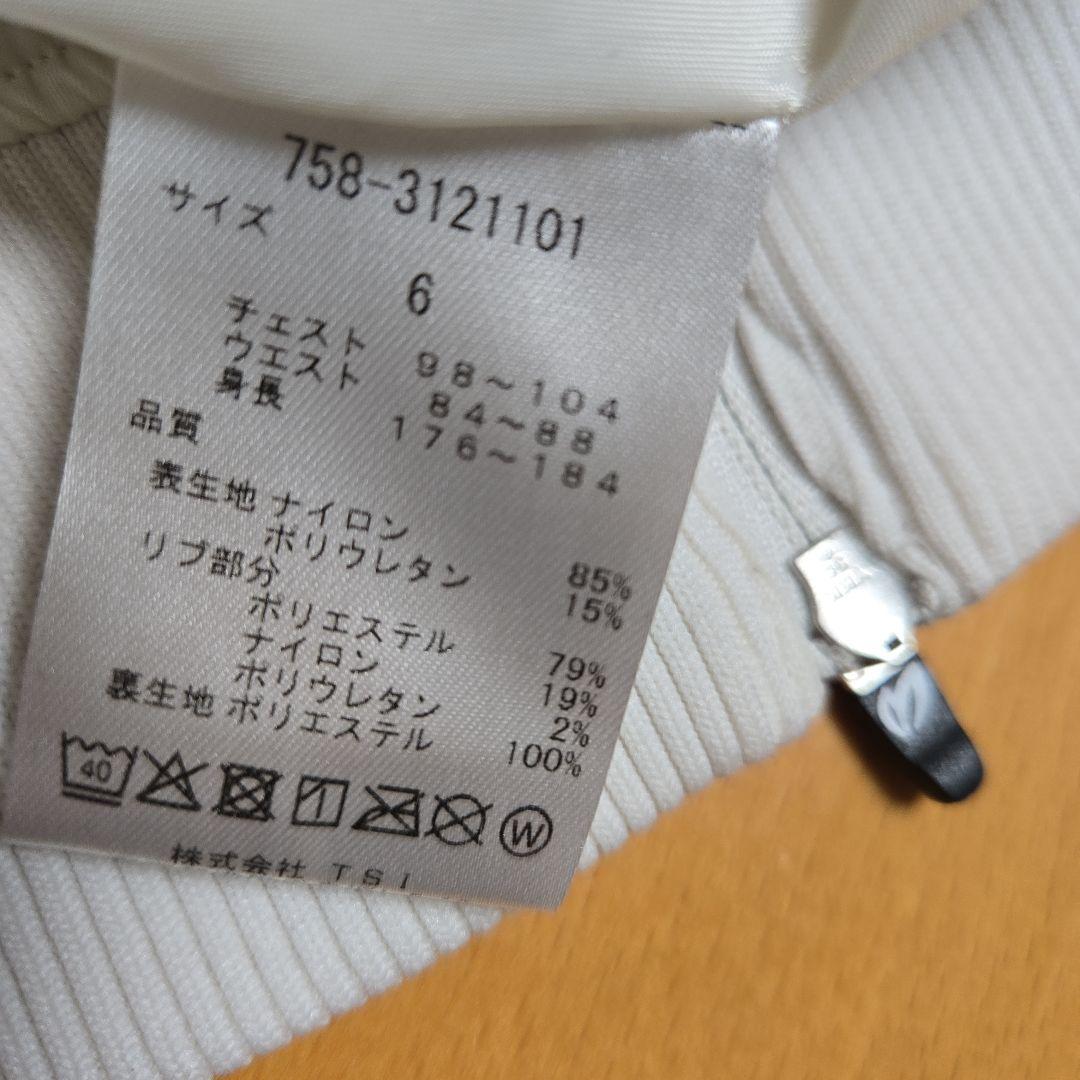 758-3121101
サイズ
6
チェスト 98～104
ウエスト 84～88
身長 176～184
品質
表生地 ナイロン 85%
ポリウレタン 15%
リブ部分
ポリエステル 79%
ナイロン 19%
ポリウレタン 2%
裏生地 ポリエステル 100%
40
W
株式会社 TSI